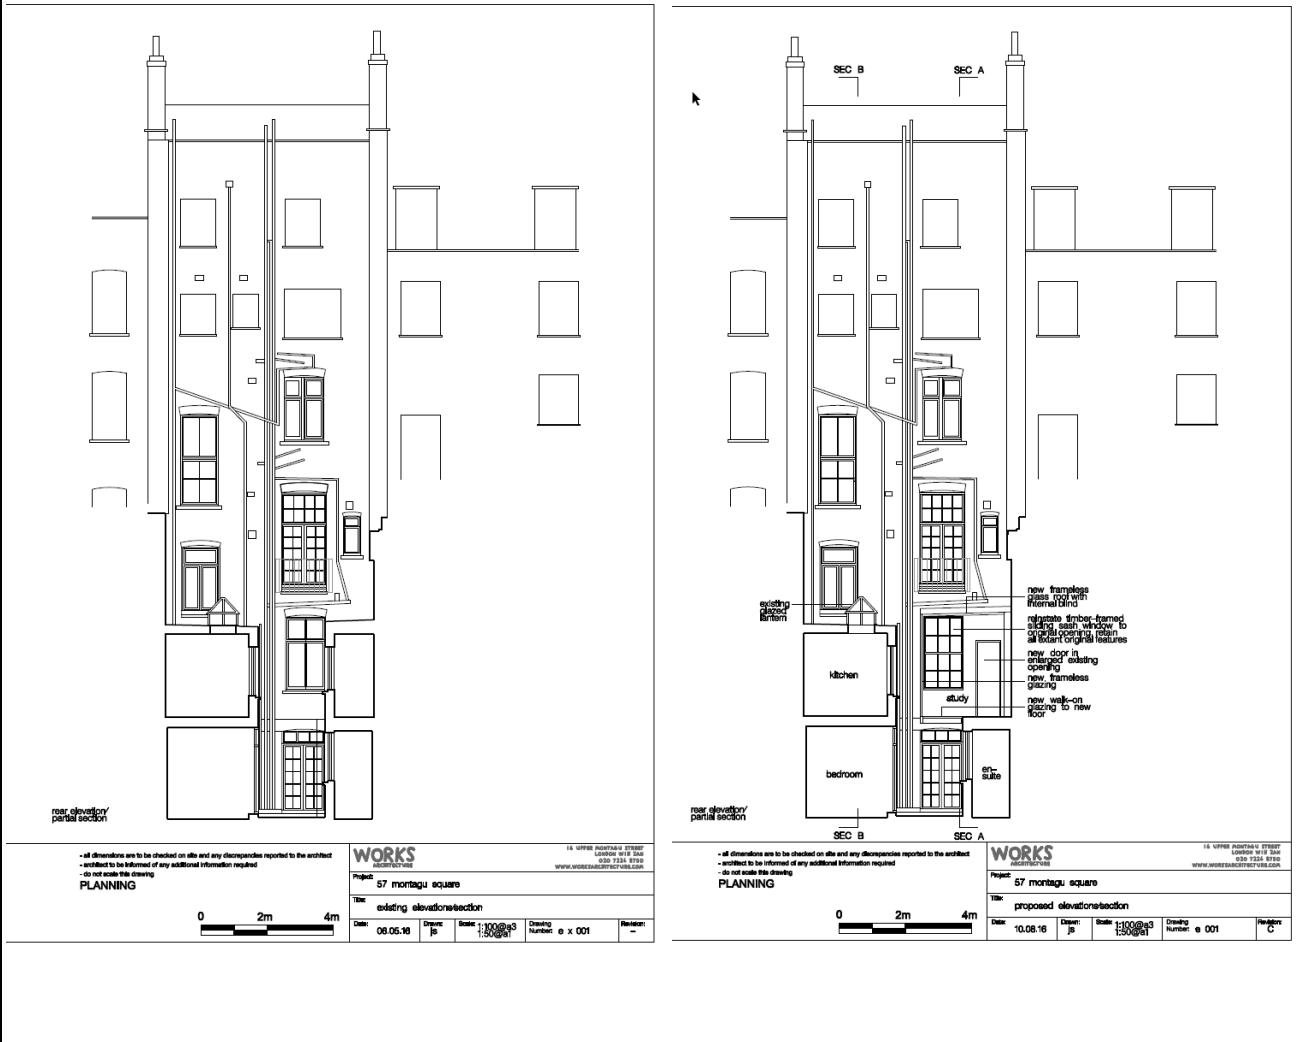 rear elevation/
partial section
- all dimensions are to be checked on site and any discrepancies reported to the architect
- architect to be informed of any additional information required
- do not scale this drawing
PLANNING
0 2m 4m
WORKS
ARCHITECTURE
16 UPPER MONTAGU STREET
LONDON W1H 2AN
020 7224 8750
WWW.WORKSARCHITECTURE.COM
Project:
57 montagu square
Title:
existing elevation/section
Date: 06.05.16
Drawn: js
Scale: 1:100@a3
1:50@a1
Drawing
Number: e x 001
Revision:
-
SEC B
SEC A
existing
glazed
lantern
kitchen
bedroom
study
en-
suite
new frameless
glass roof with
internal blind
reinstate timber-framed
sliding sash window to
original opening, retain
all extant original features
new door in
enlarged existing
opening
new frameless
glazing
new walk-on
glazing to new
floor
SEC B
SEC A
rear elevation/
partial section
- all dimensions are to be checked on site and any discrepancies reported to the architect
- architect to be informed of any additional information required
- do not scale this drawing
PLANNING
0 2m 4m
WORKS
ARCHITECTURE
16 UPPER MONTAGU STREET
LONDON W1H 2AN
020 7224 8750
WWW.WORKSARCHITECTURE.COM
Project:
57 montagu square
Title:
proposed elevation/section
Date: 10.08.16
Drawn: js
Scale: 1:100@a3
1:50@a1
Drawing
Number: e 001
Revision:
C